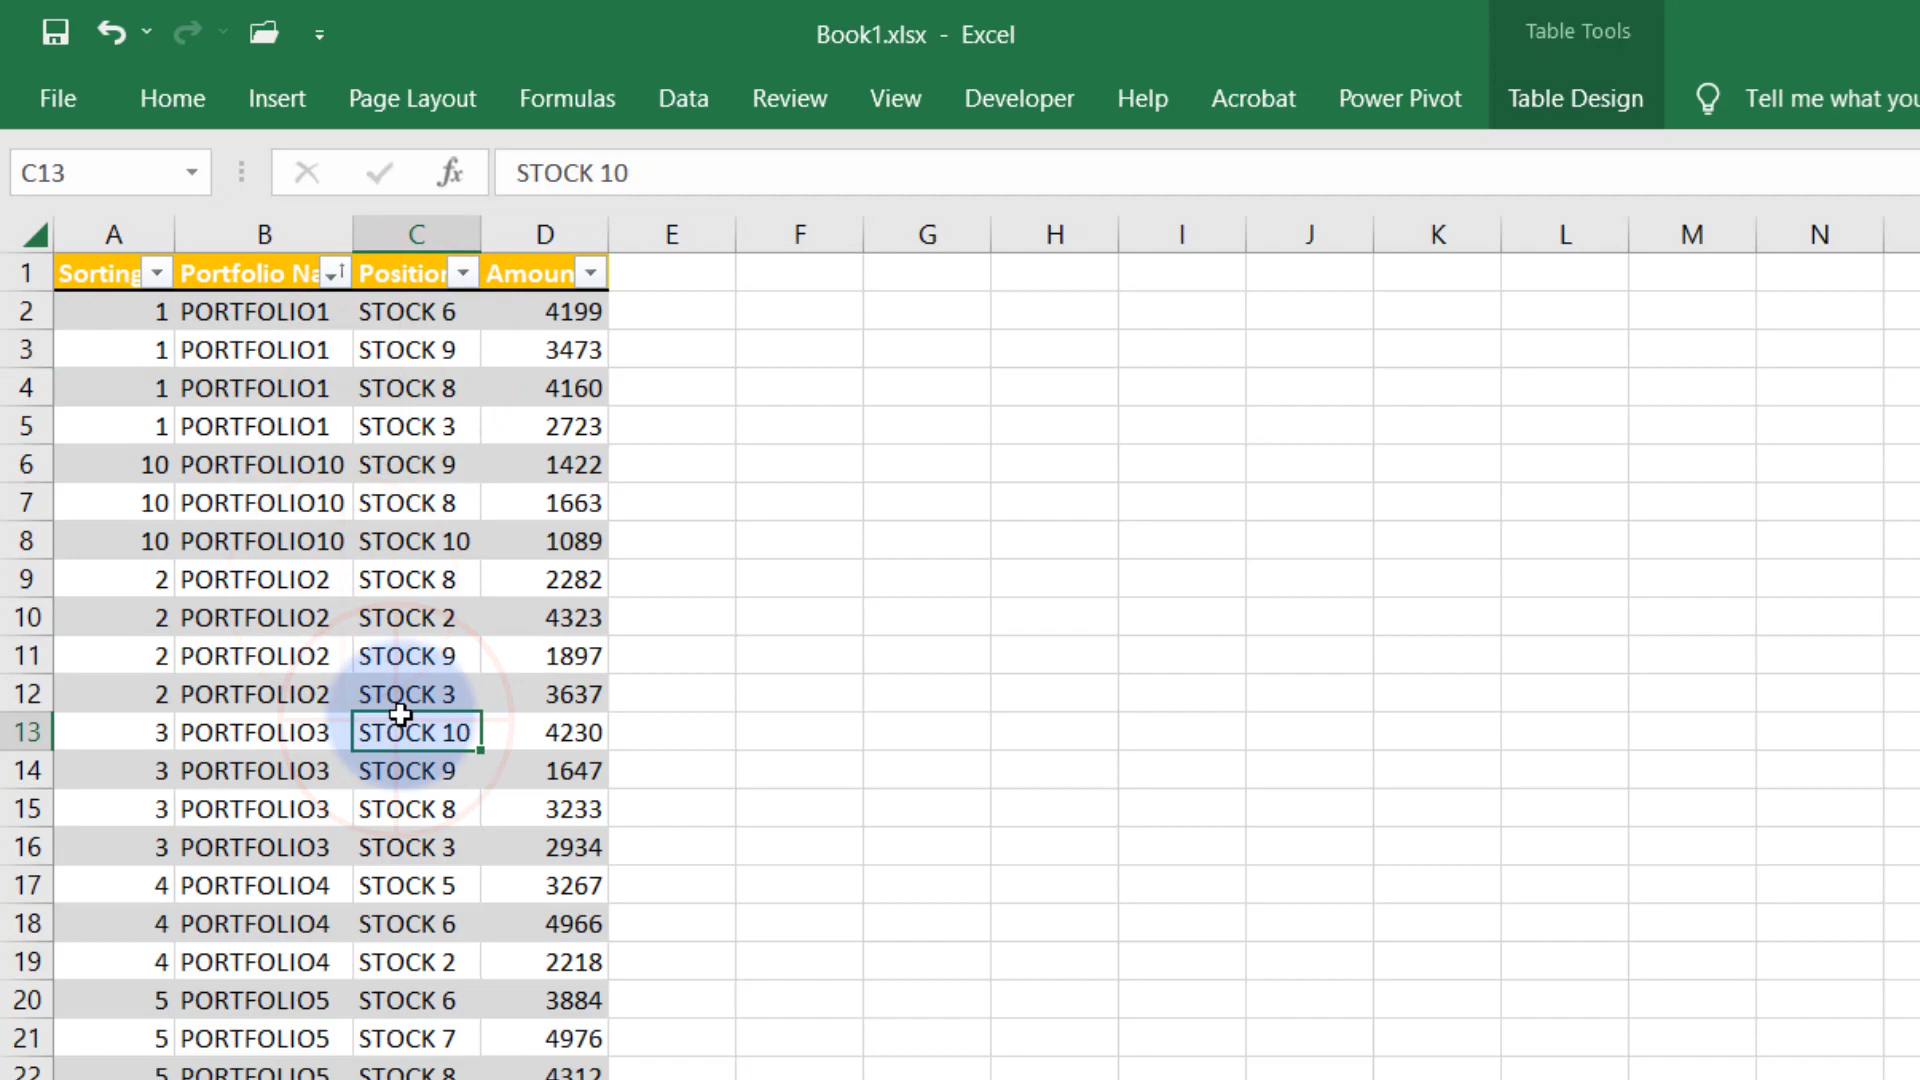 Book1.xlsx - Excel
Table Tools
File Home Insert Page Layout Formulas Data Review View Developer Help Acrobat Power Pivot Table Design Tell me what you
C13 fx STOCK 10
A B C D E F G H I J K L M N
1 Sorting Portfolio Na Position Amoun
2 1 PORTFOLIO1 STOCK 6 4199
3 1 PORTFOLIO1 STOCK 9 3473
4 1 PORTFOLIO1 STOCK 8 4160
5 1 PORTFOLIO1 STOCK 3 2723
6 10 PORTFOLIO10 STOCK 9 1422
7 10 PORTFOLIO10 STOCK 8 1663
8 10 PORTFOLIO10 STOCK 10 1089
9 2 PORTFOLIO2 STOCK 8 2282
10 2 PORTFOLIO2 STOCK 2 4323
11 2 PORTFOLIO2 STOCK 9 1897
12 2 PORTFOLIO2 STOCK 3 3637
13 3 PORTFOLIO3 STOCK 10 4230
14 3 PORTFOLIO3 STOCK 9 1647
15 3 PORTFOLIO3 STOCK 8 3233
16 3 PORTFOLIO3 STOCK 3 2934
17 4 PORTFOLIO4 STOCK 5 3267
18 4 PORTFOLIO4 STOCK 6 4966
19 4 PORTFOLIO4 STOCK 2 2218
20 5 PORTFOLIO5 STOCK 6 3884
21 5 PORTFOLIO5 STOCK 7 4976
22 5 PORTFOLIO5 STOCK 8 4312